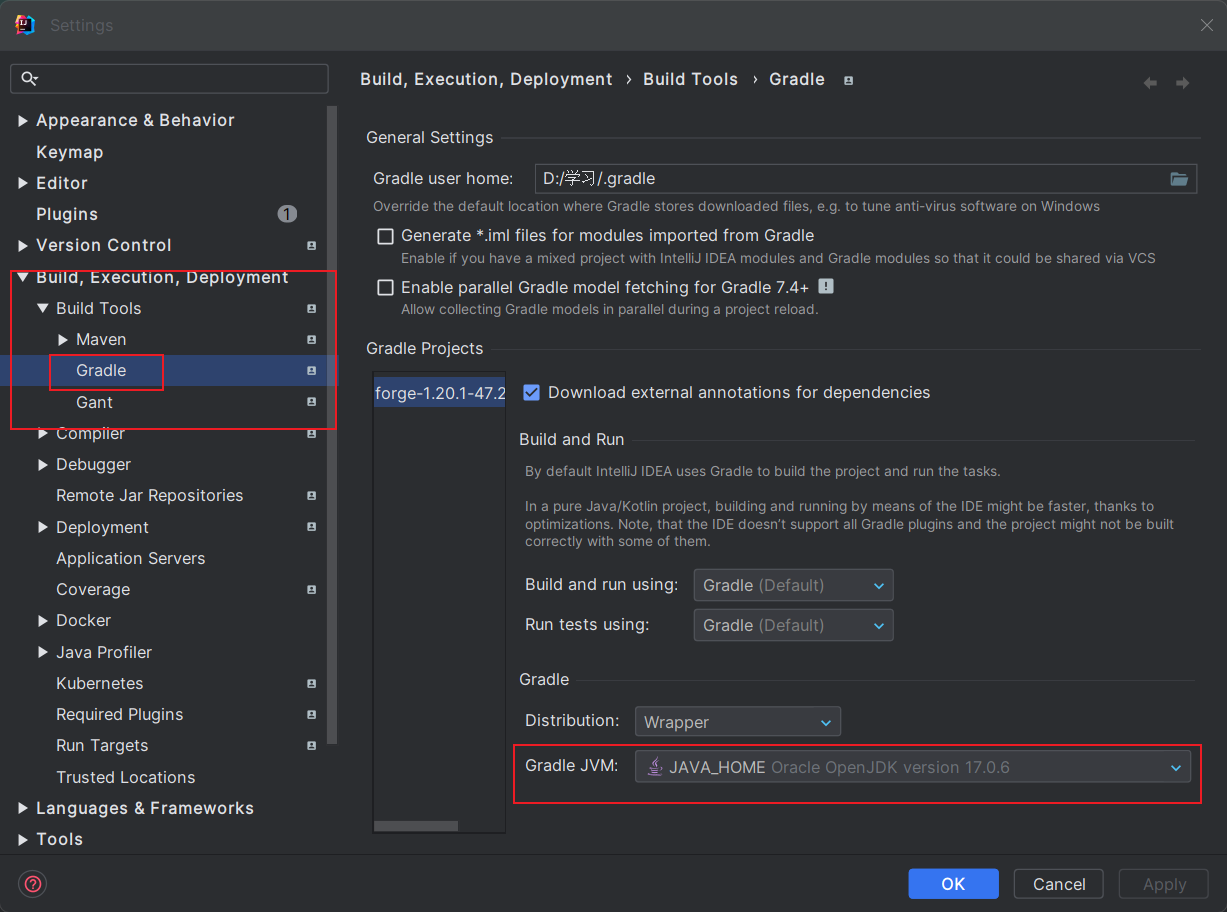 Settings
Build, Execution, Deployment › Build Tools › Gradle
Appearance & Behavior
Keymap
Editor
Plugins 1
Version Control
Build, Execution, Deployment
Build Tools
Maven
Gradle
Gant
Compiler
Debugger
Remote Jar Repositories
Deployment
Application Servers
Coverage
Docker
Java Profiler
Kubernetes
Required Plugins
Run Targets
Trusted Locations
Languages & Frameworks
Tools
General Settings
Gradle user home: D:/学习/.gradle
Override the default location where Gradle stores downloaded files, e.g. to tune anti-virus software on Windows
Generate *.iml files for modules imported from Gradle
Enable if you have a mixed project with IntelliJ IDEA modules and Gradle modules so that it could be shared via VCS
Enable parallel Gradle model fetching for Gradle 7.4+
Allow collecting Gradle models in parallel during a project reload.
Gradle Projects
forge-1.20.1-47.2
Download external annotations for dependencies
Build and Run
By default IntelliJ IDEA uses Gradle to build the project and run the tasks.
In a pure Java/Kotlin project, building and running by means of the IDE might be faster, thanks to
optimizations. Note, that the IDE doesn't support all Gradle plugins and the project might not be built
correctly with some of them.
Build and run using: Gradle (Default)
Run tests using: Gradle (Default)
Gradle
Distribution: Wrapper
Gradle JVM: JAVA_HOME Oracle OpenJDK version 17.0.6
? OK Cancel Apply